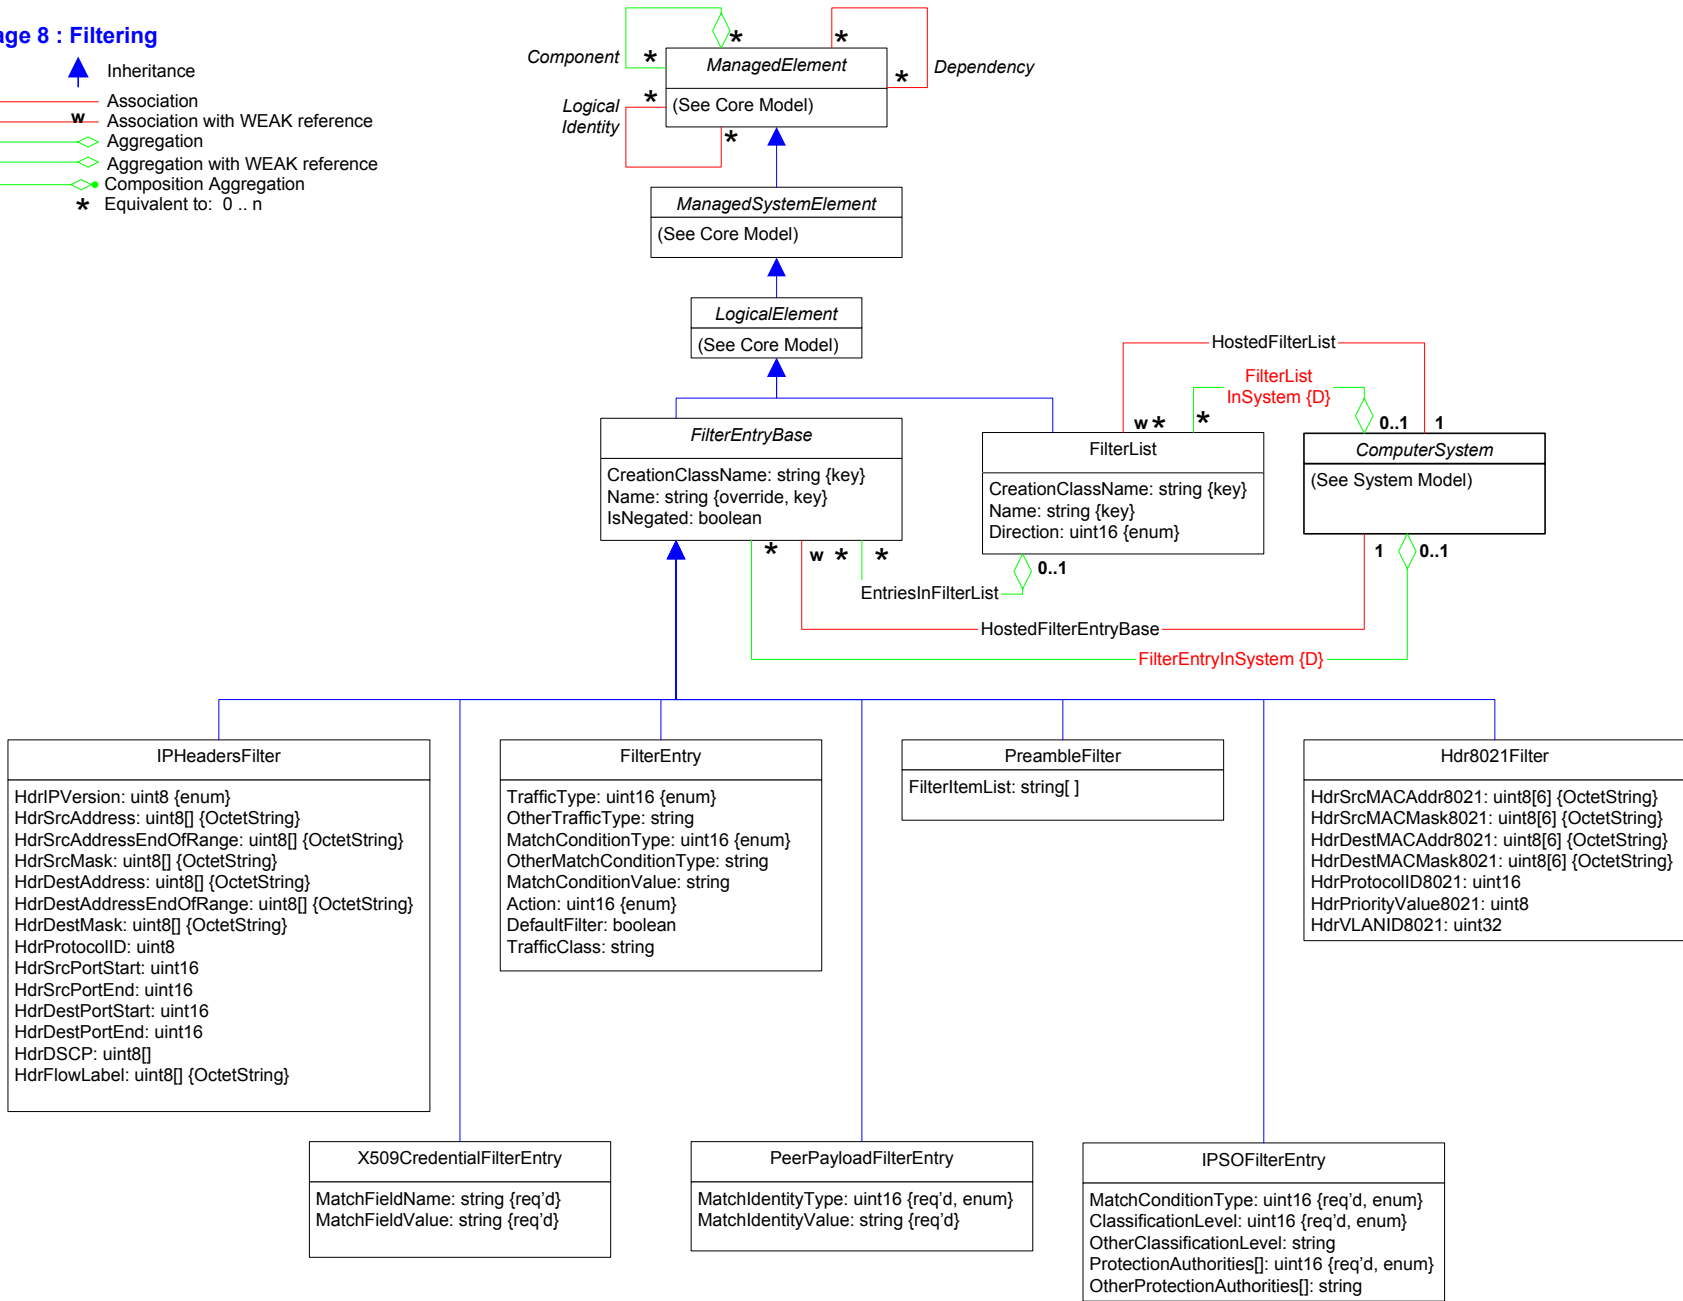 age 8 : Filtering
Inheritance
Association
w Association with WEAK reference
Aggregation
Aggregation with WEAK reference
Composition Aggregation
* Equivalent to: 0 .. n
Component
*
*
*
*
Dependency
ManagedElement
(See Core Model)
Logical
Identity
*
*
ManagedSystemElement
(See Core Model)
LogicalElement
(See Core Model)
HostedFilterList
FilterList
InSystem {D}
w *
*
0..1
1
FilterEntryBase
CreationClassName: string {key}
Name: string {override, key}
IsNegated: boolean
FilterList
CreationClassName: string {key}
Name: string {key}
Direction: uint16 {enum}
ComputerSystem
(See System Model)
*
w *
*
0..1
1
0..1
EntriesInFilterList
HostedFilterEntryBase
FilterEntryInSystem {D}
IPHeadersFilter
HdrIPVersion: uint8 {enum}
HdrSrcAddress: uint8[] {OctetString}
HdrSrcAddressEndOfRange: uint8[] {OctetString}
HdrSrcMask: uint8[] {OctetString}
HdrDestAddress: uint8[] {OctetString}
HdrDestAddressEndOfRange: uint8[] {OctetString}
HdrDestMask: uint8[] {OctetString}
HdrProtocolID: uint8
HdrSrcPortStart: uint16
HdrSrcPortEnd: uint16
HdrDestPortStart: uint16
HdrDestPortEnd: uint16
HdrDSCP: uint8[]
HdrFlowLabel: uint8[] {OctetString}
FilterEntry
TrafficType: uint16 {enum}
OtherTrafficType: string
MatchConditionType: uint16 {enum}
OtherMatchConditionType: string
MatchConditionValue: string
Action: uint16 {enum}
DefaultFilter: boolean
TrafficClass: string
PreambleFilter
FilterItemList: string[ ]
Hdr8021Filter
HdrSrcMACAddr8021: uint8[6] {OctetString}
HdrSrcMACMask8021: uint8[6] {OctetString}
HdrDestMACAddr8021: uint8[6] {OctetString}
HdrDestMACMask8021: uint8[6] {OctetString}
HdrProtocolID8021: uint16
HdrPriorityValue8021: uint8
HdrVLANID8021: uint32
X509CredentialFilterEntry
MatchFieldName: string {req’d}
MatchFieldValue: string {req’d}
PeerPayloadFilterEntry
MatchIdentityType: uint16 {req’d, enum}
MatchIdentityValue: string {req’d}
IPSOFilterEntry
MatchConditionType: uint16 {req’d, enum}
ClassificationLevel: uint16 {req’d, enum}
OtherClassificationLevel: string
ProtectionAuthorities[]: uint16 {req’d, enum}
OtherProtectionAuthorities[]: string